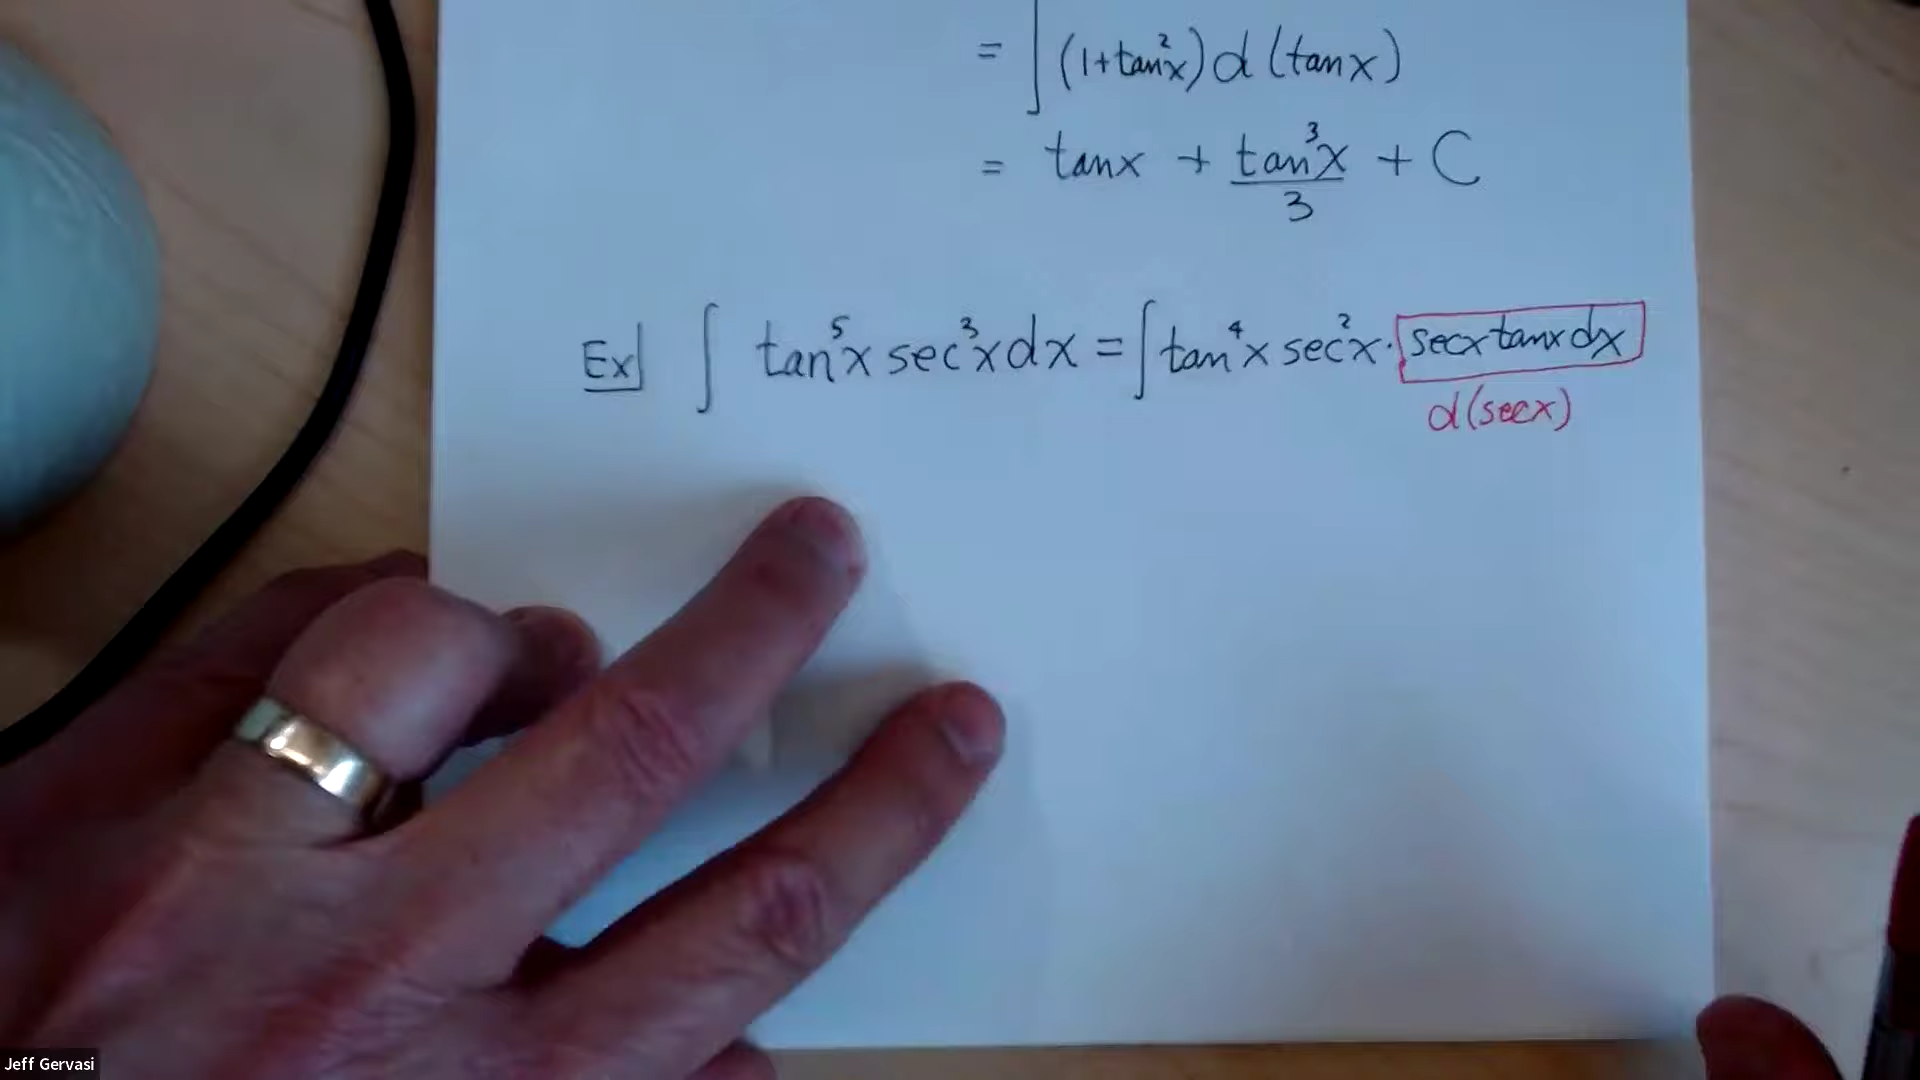 = ∫ (1+tan²x) d (tanx)
= tanx + tan³x/3 + C
Ex] ∫ tan⁵x sec³x dx = ∫ tan⁴x sec²x · secx tanx dx
d(secx)
Jeff Gervasi